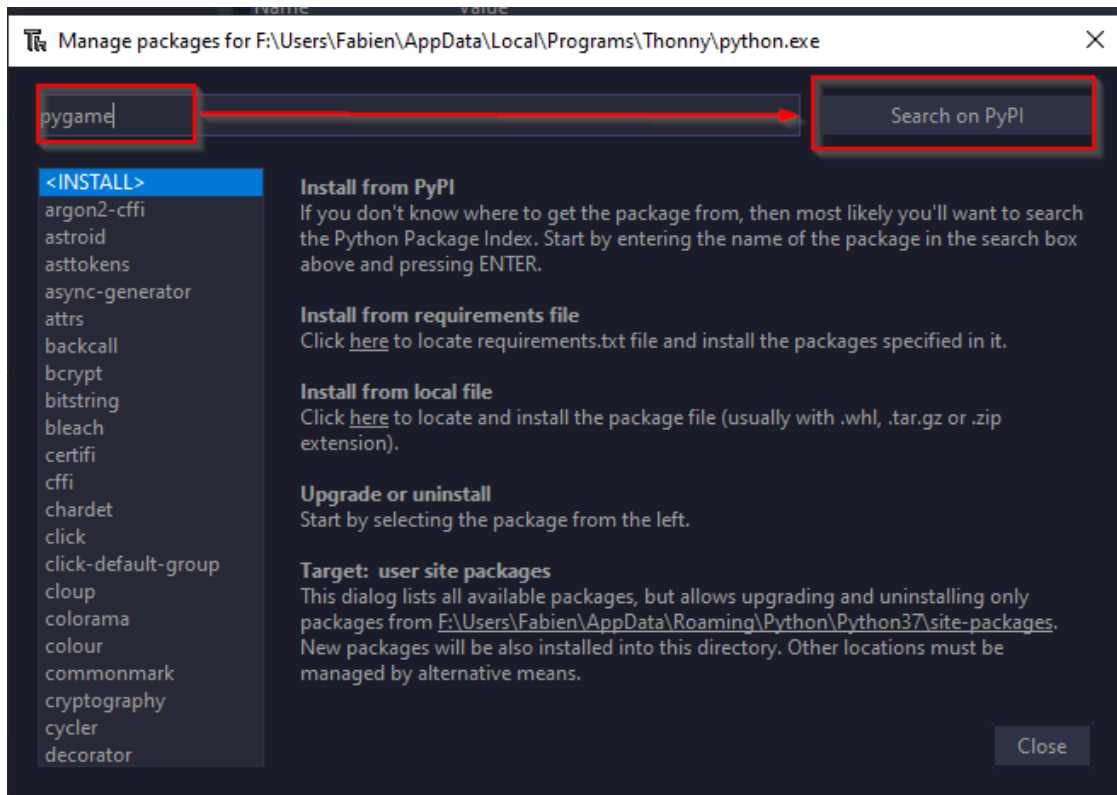 Name Value
Manage packages for F:\Users\Fabien\AppData\Local\Programs\Thonny\python.exe
pygame
Search on PyPI
<INSTALL>
argon2-cffi
astroid
asttokens
async-generator
attrs
backcall
bcrypt
bitstring
bleach
certifi
cffi
chardet
click
click-default-group
cloup
colorama
colour
commonmark
cryptography
cycler
decorator
Install from PyPI
If you don't know where to get the package from, then most likely you'll want to search
the Python Package Index. Start by entering the name of the package in the search box
above and pressing ENTER.
Install from requirements file
Click here to locate requirements.txt file and install the packages specified in it.
Install from local file
Click here to locate and install the package file (usually with .whl, .tar.gz or .zip
extension).
Upgrade or uninstall
Start by selecting the package from the left.
Target:  user site packages
This dialog lists all available packages, but allows upgrading and uninstalling only
packages from F:\Users\Fabien\AppData\Roaming\Python\Python37\site-packages.
New packages will be also installed into this directory. Other locations must be
managed by alternative means.
Close